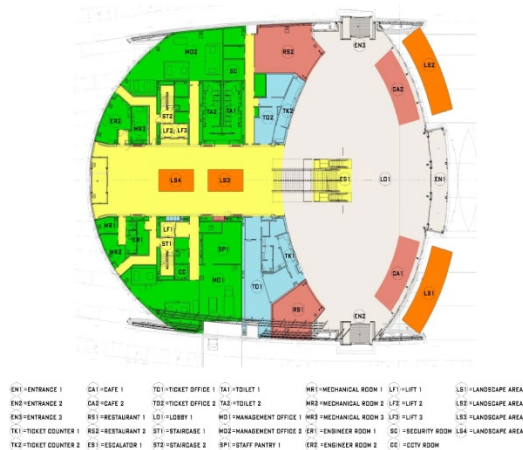 EN3
MO2
RS2
SC
LS2
CA2
ST2
TA2
TA1
TO2
TK2
ER2
MR3
LF2
LF3
LS4
LS3
ES1
LO1
EN1
MR1
ER1
MR2
LF1
ST1
SP1
CC
MO1
TK1
TO1
CA1
RS1
LS1
EN2
EN1 =ENTRANCE 1 CA1 =CAFE 1 TO1 =TICKET OFFICE 1 TA1 =TOILET 1 MR1 =MECHANICAL ROOM 1 LF1 =LIFT 1 LS1 =LANDSCAPE AREA
EN2 =ENTRANCE 2 CA2 =CAFE 2 TO2 =TICKET OFFICE 2 TA2 =TOILET 2 MR2 =MECHANICAL ROOM 2 LF2 =LIFT 2 LS2 =LANDSCAPE AREA
EN3 =ENTRANCE 3 RS1 =RESTAURANT 1 LO1 =LOBBY 1 MO1 =MANAGEMENT OFFICE 1 MR3 =MECHANICAL ROOM 3 LF3 =LIFT 3 LS3 =LANDSCAPE AREA
TK1 =TICKET COUNTER 1 RS2 =RESTAURANT 2 ST1 =STAIRCASE 1 MO2 =MANAGEMENT OFFICE 2 ER1 =ENGINEER ROOM 1 SC =SECURITY ROOM LS4 =LANDSCAPE AREA
TK2 =TICKET COUNTER 2 ES1 =ESCALATOR 1 ST2 =STAIRCASE 2 SP1 =STAFF PANTRY 1 ER2 =ENGINEER ROOM 2 CC =CCTV ROOM